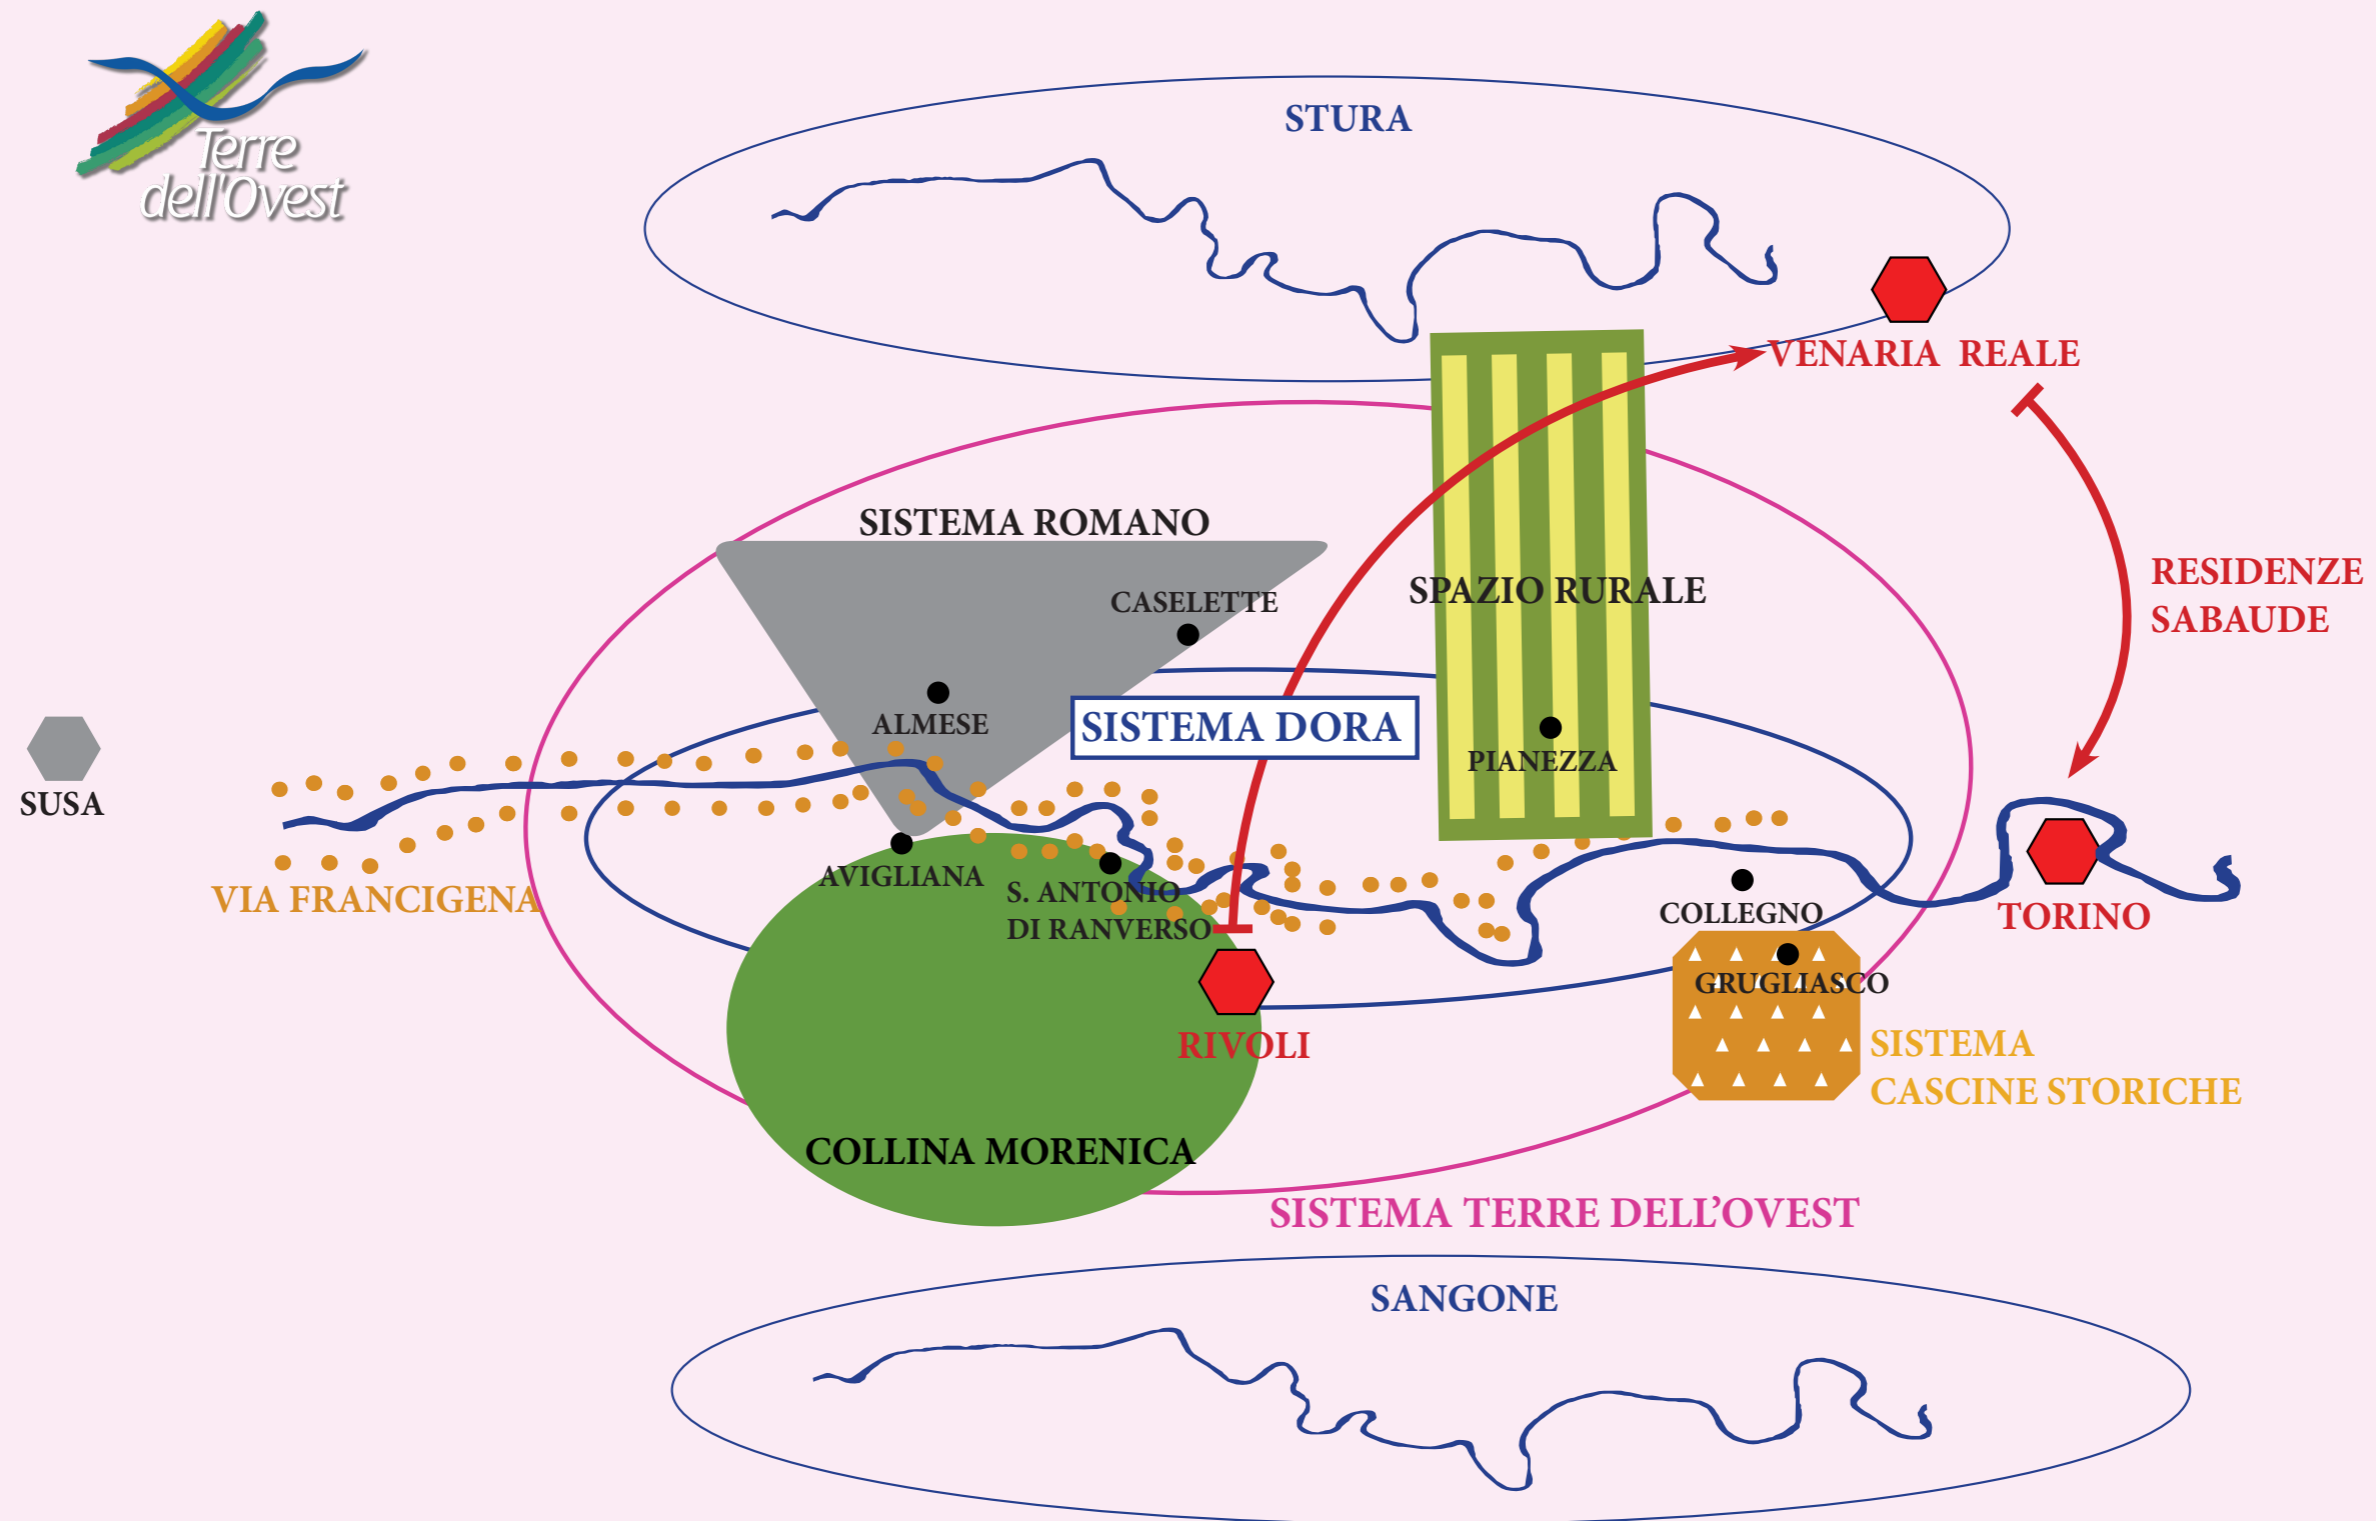 Terre
dell'Ovest
STURA
VENARIA REALE
SISTEMA ROMANO
RESIDENZE
SABAUDE
CASELETTE
SPAZIO RURALE
ALMESE
SISTEMA DORA
PIANEZZA
SUSA
AVIGLIANA
VIA FRANCIGENA
S. ANTONIO
DI RANVERSO
COLLEGNO
TORINO
GRUGLIASCO
RIVOLI
SISTEMA
CASCINE STORICHE
COLLINA MORENICA
SISTEMA TERRE DELL’OVEST
SANGONE